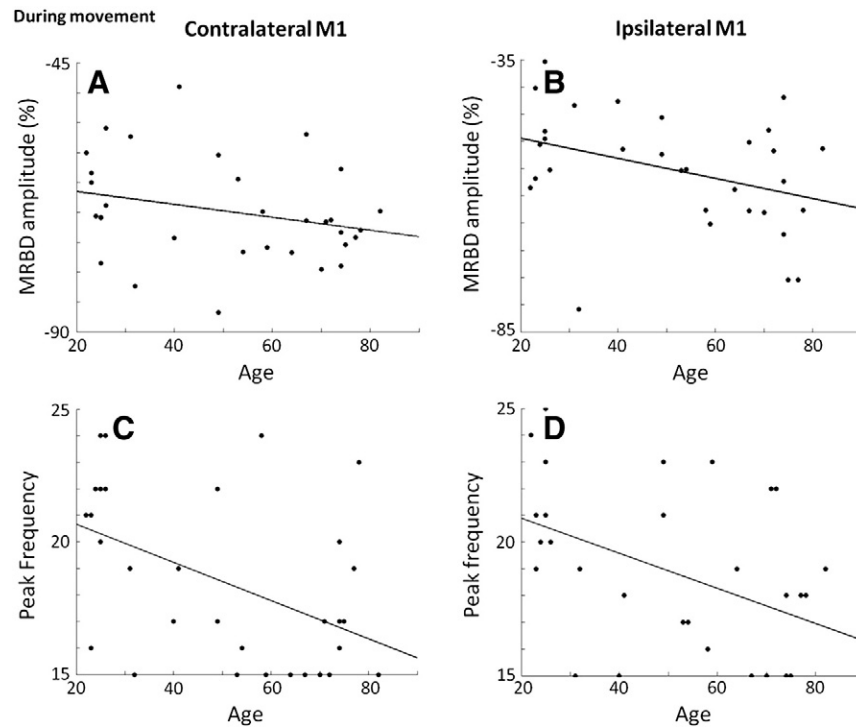 During movement
Contralateral M1
Ipsilateral M1
A
-45
MRBD amplitude (%)
-90
20 40 60 80
Age
B
-35
MRBD amplitude (%)
-85
20 40 60 80
Age
C
25
20
15
Peak Frequency
20 40 60 80
Age
D
25
20
15
Peak frequency
20 40 60 80
Age